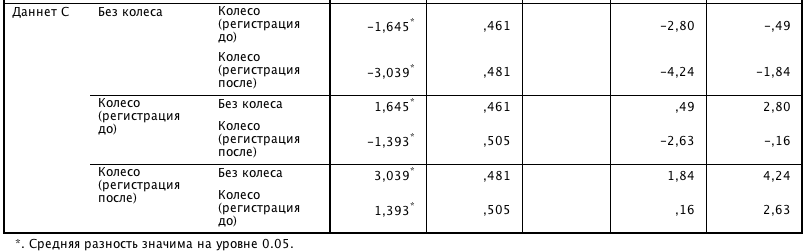 Даннет С Без колеса Колесо (регистрация до) −1,645* ,461 −2,80 −,49
Колесо (регистрация после) −3,039* ,481 −4,24 −1,84
Колесо (регистрация до) Без колеса 1,645* ,461 ,49 2,80
Колесо (регистрация после) −1,393* ,505 −2,63 −,16
Колесо (регистрация после) Без колеса 3,039* ,481 1,84 4,24
Колесо (регистрация до) 1,393* ,505 ,16 2,63
*. Средняя разность значима на уровне 0.05.